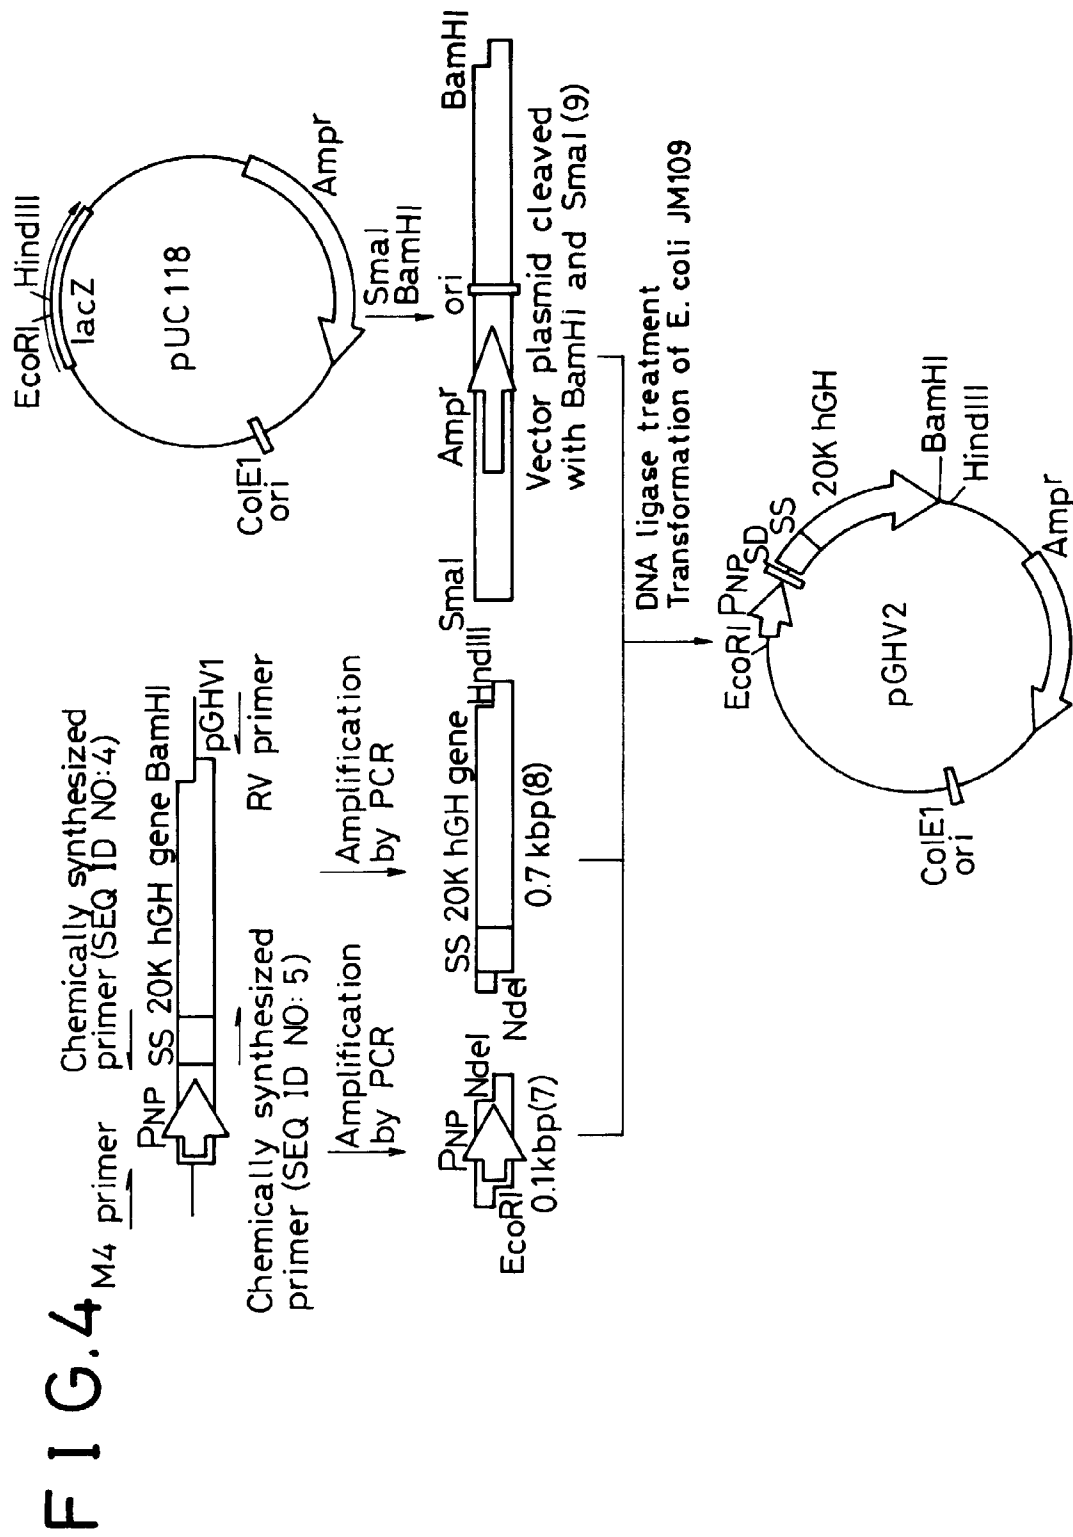 FIG.4
M4 primer
Chemically synthesized
primer (SEQ ID NO:4)
PNP
SS 20K hGH gene BamHI
pGHV1
Chemically synthesized
primer (SEQ ID NO: 5)
RV primer
Amplification
by PCR
Amplification
by PCR
PNP
NdeI
EcoRI
0.1kbp(7)
SS 20K hGH gene
HndIII
NdeI
0.7 kbp(8)
EcoRI
HindIII
lacZ
pUC118
ColE1
ori
Ampr
SmaI
BamHI
SmaI
Ampr
ori
BamHI
Vector plasmid cleaved
with BamHI and SmaI(9)
DNA ligase treatment
Transformation of E. coli JM109
EcoRI
PNP
SD
SS
20K hGH
pGHV2
BamHI
HindIII
ColE1
ori
Ampr